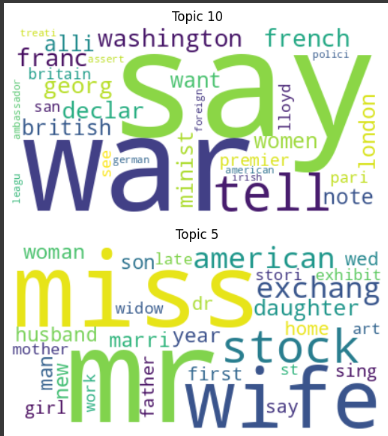 Topic 10
treati
assert
alli
washington
french
franc
polici
britain
say
want
georg
ambassador
san
declar
foreign
lloyd
london
british
war
women
see
german
minist
premier
american
irish
pari
leagu
tell
note
Topic 5
woman
son
late
american
wed
miss
stori
exhibit
exchang
widow
dr
daughter
husband
marri
year
home
art
mother
mr
stock
man
new
work
father
first
st
sing
wife
girl
say